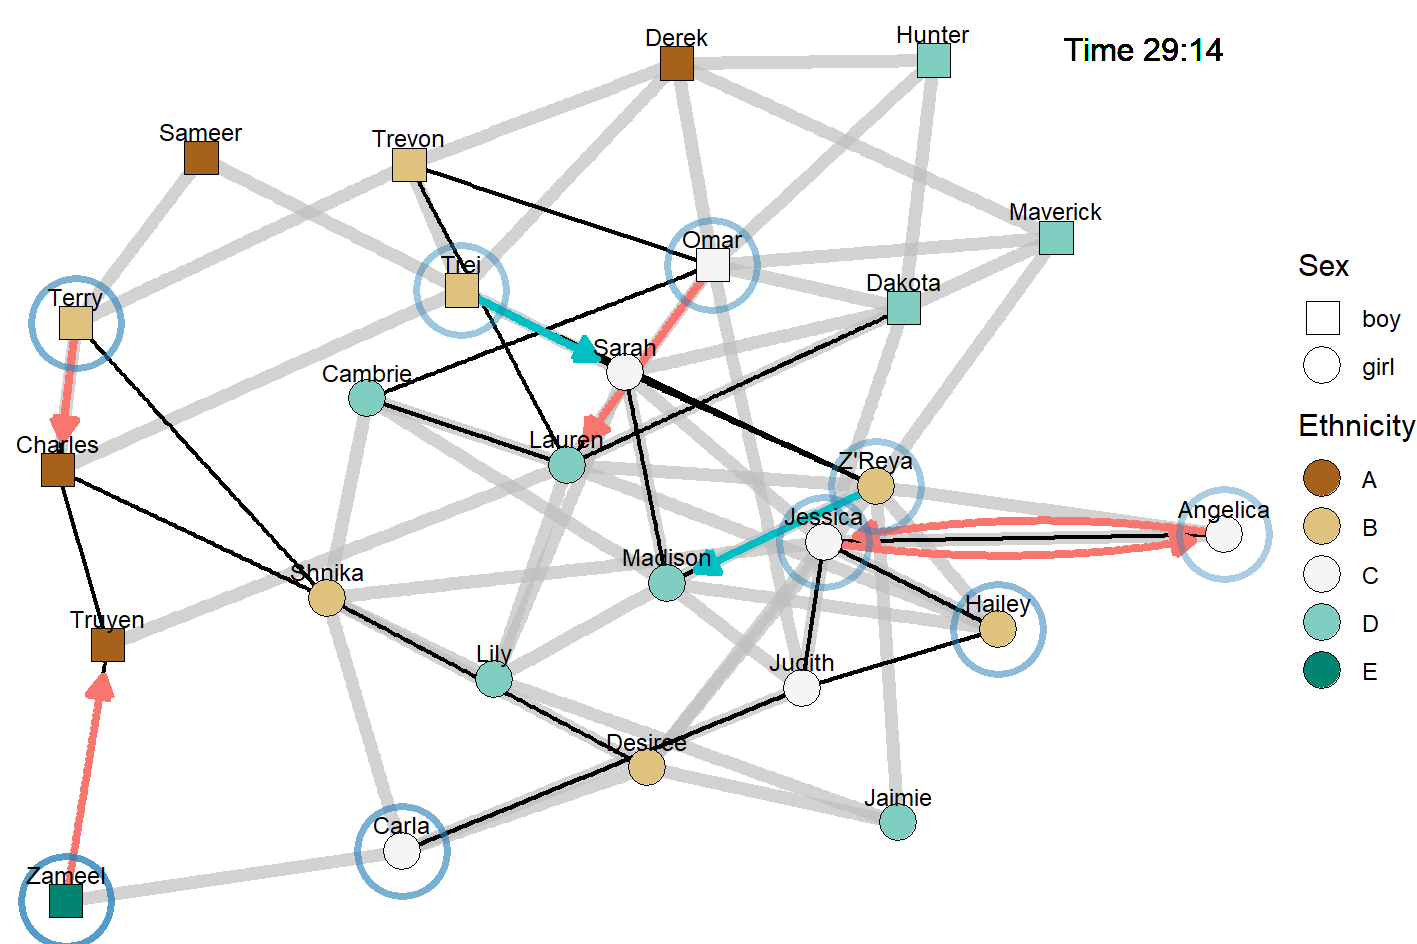 Derek
Hunter
Time 29:14
Sameer
Trevon
Maverick
Omar
Trei
Dakota
Terry
Sarah
Cambrie
Charles
Lauren
Z'Reya
Angelica
Jessica
Madison
Shnika
Hailey
Truyen
Lily
Judith
Desiree
Jaimie
Carla
Zameel
Sex
boy
girl
Ethnicity
A
B
C
D
E